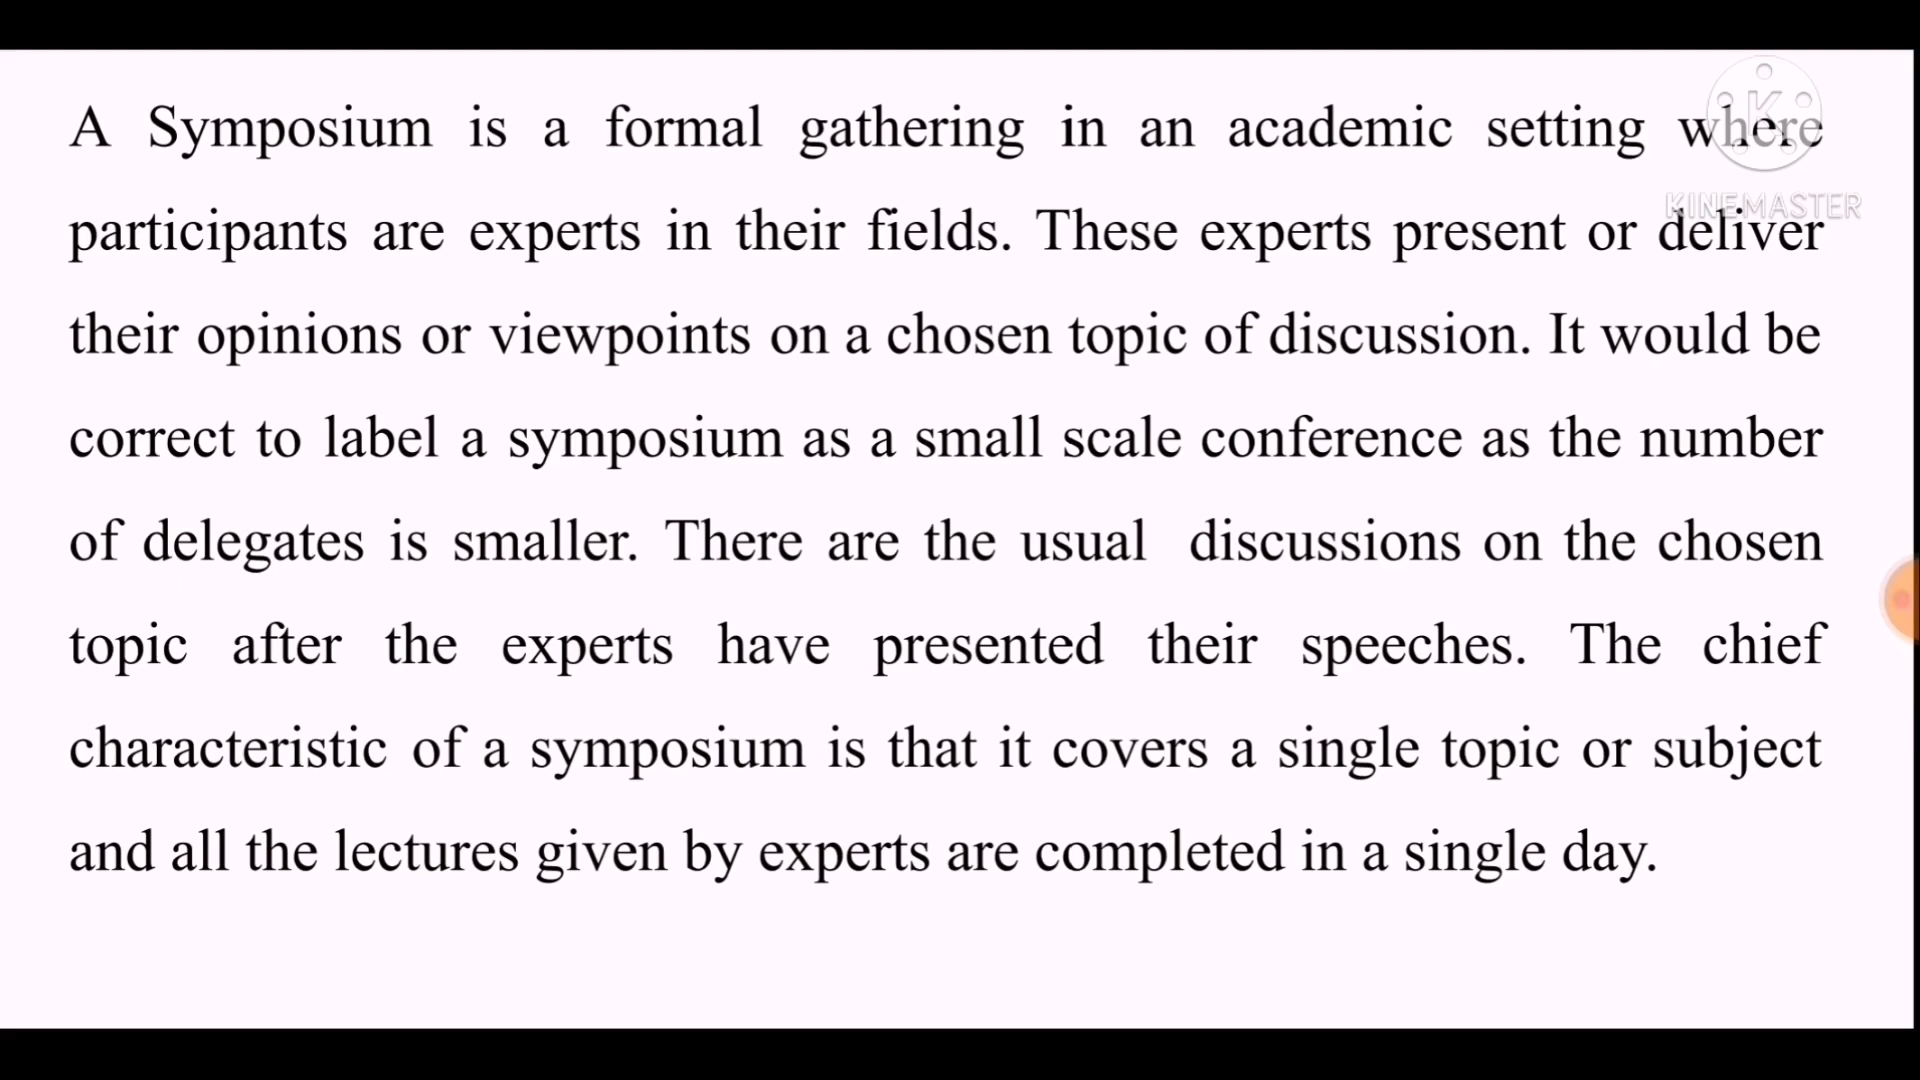 A Symposium is a formal gathering in an academic setting where
participants are experts in their fields. These experts present or deliver
their opinions or viewpoints on a chosen topic of discussion. It would be
correct to label a symposium as a small scale conference as the number
of delegates is smaller. There are the usual discussions on the chosen
topic after the experts have presented their speeches. The chief
characteristic of a symposium is that it covers a single topic or subject
and all the lectures given by experts are completed in a single day.
K
KINEMASTER